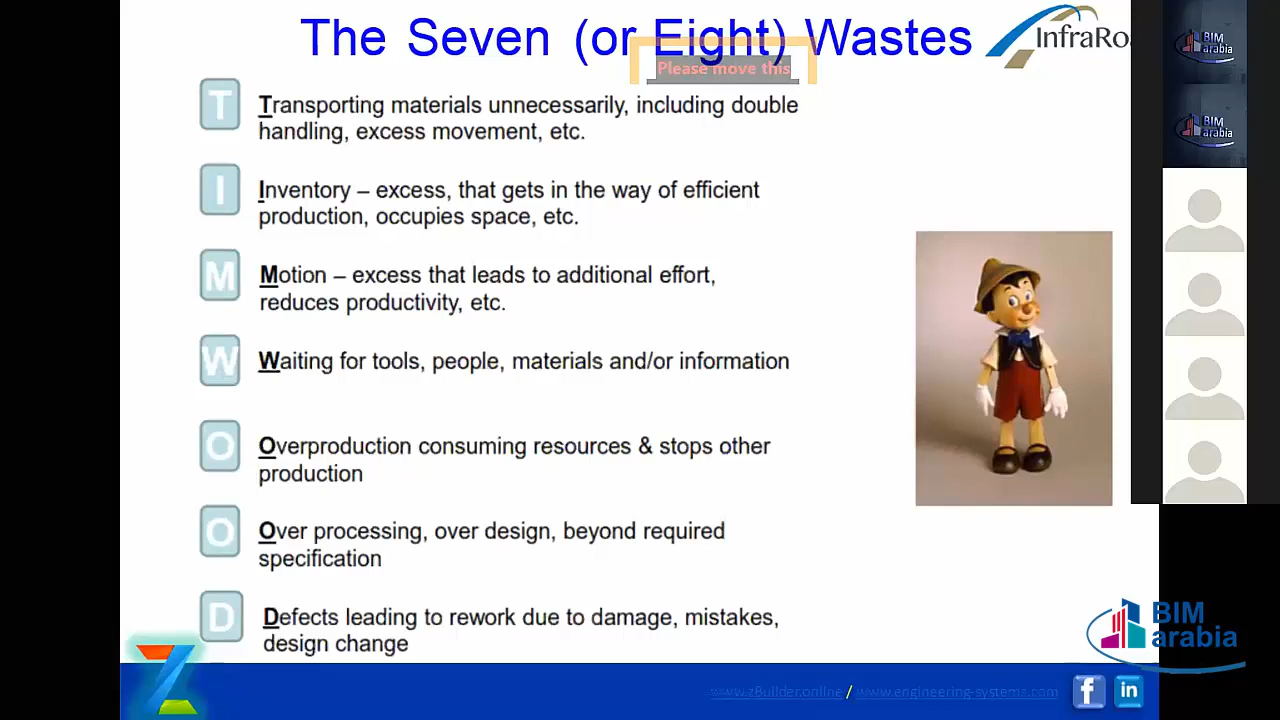 The Seven (or Eight) Wastes
InfraRo
Please move this
T
Transporting materials unnecessarily, including double
handling, excess movement, etc.
I
Inventory – excess, that gets in the way of efficient
production, occupies space, etc.
M
Motion – excess that leads to additional effort,
reduces productivity, etc.
W
Waiting for tools, people, materials and/or information
O
Overproduction consuming resources & stops other
production
O
Over processing, over design, beyond required
specification
D
Defects leading to rework due to damage, mistakes,
design change
BIM
arabia
BIM
arabia
BIM
arabia
Z
www.zBuilder.online / www.engineering-systems.com
f
in